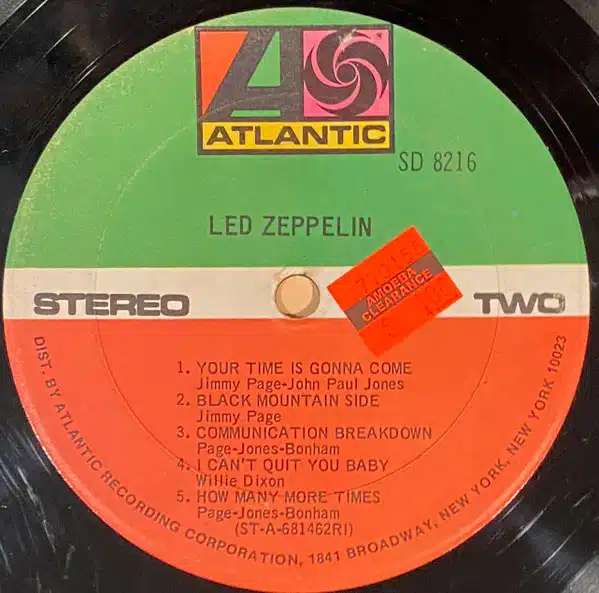 ATLANTIC
SD 8216
LED ZEPPELIN
AMOEBA
CLEARANCE
STEREO
TWO
1. YOUR TIME IS GONNA COME
Jimmy Page-John Paul Jones
2. BLACK MOUNTAIN SIDE
Jimmy Page
3. COMMUNICATION BREAKDOWN
Page-Jones-Bonham
4. I CAN'T QUIT YOU BABY
Willie Dixon
5. HOW MANY MORE TIMES
Page-Jones-Bonham
(ST-A-681462RI)
DIST. BY ATLANTIC RECORDING CORPORATION, 1841 BROADWAY, NEW YORK, NEW YORK 10023